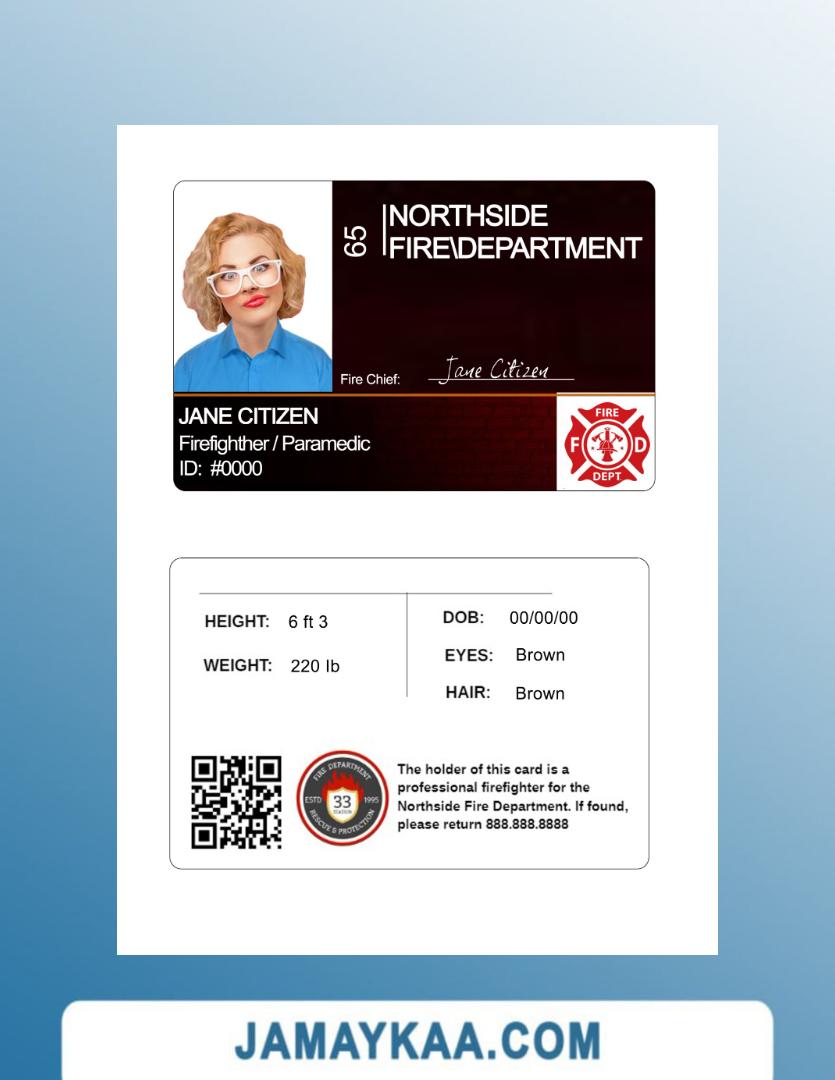 65
NORTHSIDE
FIRE\DEPARTMENT
Fire Chief: Jane Citizen
JANE CITIZEN
Firefighther / Paramedic
ID: #0000
FIRE
F D
DEPT
HEIGHT: 6 ft 3
WEIGHT: 220 lb
DOB: 00/00/00
EYES: Brown
HAIR: Brown
FIRE DEPARTMENT
ESTD 33 1995
STATION
RESCUE & PROTECTION
The holder of this card is a
professional firefighter for the
Northside Fire Department. If found,
please return 888.888.8888
JAMAYKAA.COM